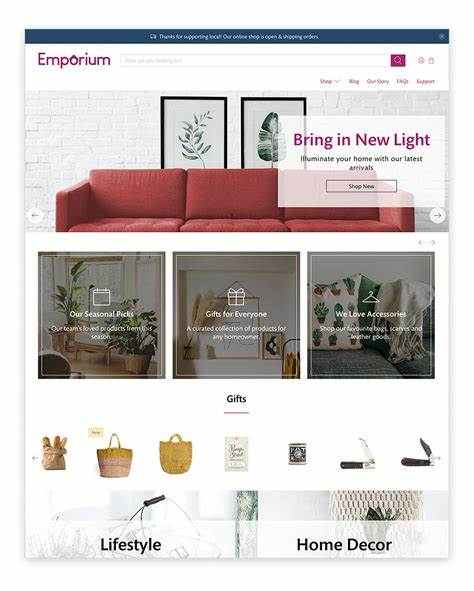 Thanks for supporting local! Our online shop is open & shipping orders.
Emporium
What are you looking for?
Shop
Blog
Our Story
FAQs
Support
Bring in New Light
Illuminate your home with our latest
arrivals
Shop Now
Our Seasonal Picks
Our team's loved products from this
season.
Gifts for Everyone
A curated collection of products for
any homeowner.
We Love Accessories
Shop our favourite bags, scarves and
leather goods.
Gifts
New
Lifestyle
Home Decor